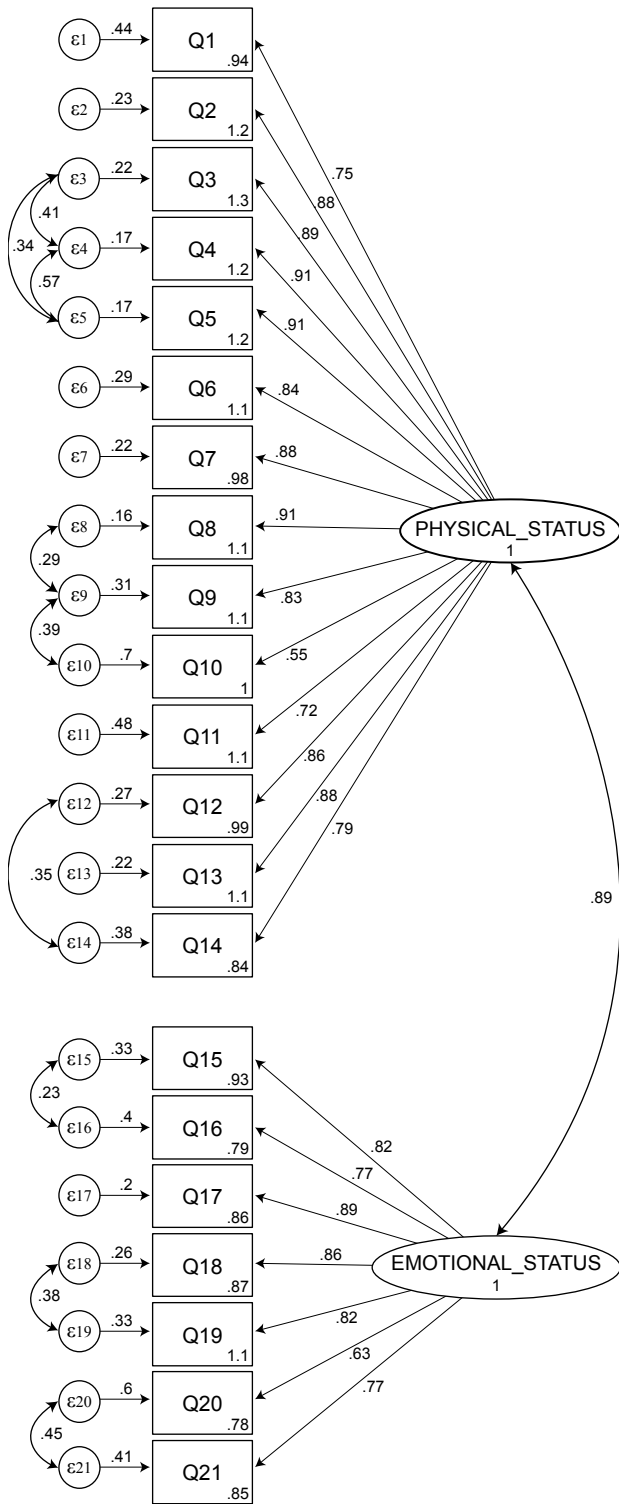 ε1 .44 Q1 .94
ε2 .23 Q2 1.2
ε3 .22 Q3 1.3
ε4 .17 Q4 1.2
ε5 .17 Q5 1.2
ε6 .29 Q6 1.1
ε7 .22 Q7 .98
ε8 .16 Q8 1.1
ε9 .31 Q9 1.1
ε10 .7 Q10 1
ε11 .48 Q11 1.1
ε12 .27 Q12 .99
ε13 .22 Q13 1.1
ε14 .38 Q14 .84
.41
.34
.57
.29
.39
.35
.75
.88
.89
.91
.91
.84
.88
.91
.83
.55
.72
.86
.88
.79
PHYSICAL_STATUS
1
.89
ε15 .33 Q15 .93
ε16 .4 Q16 .79
ε17 .2 Q17 .86
ε18 .26 Q18 .87
ε19 .33 Q19 1.1
ε20 .6 Q20 .78
ε21 .41 Q21 .85
.23
.38
.45
.82
.77
.89
.86
.82
.63
.77
EMOTIONAL_STATUS
1